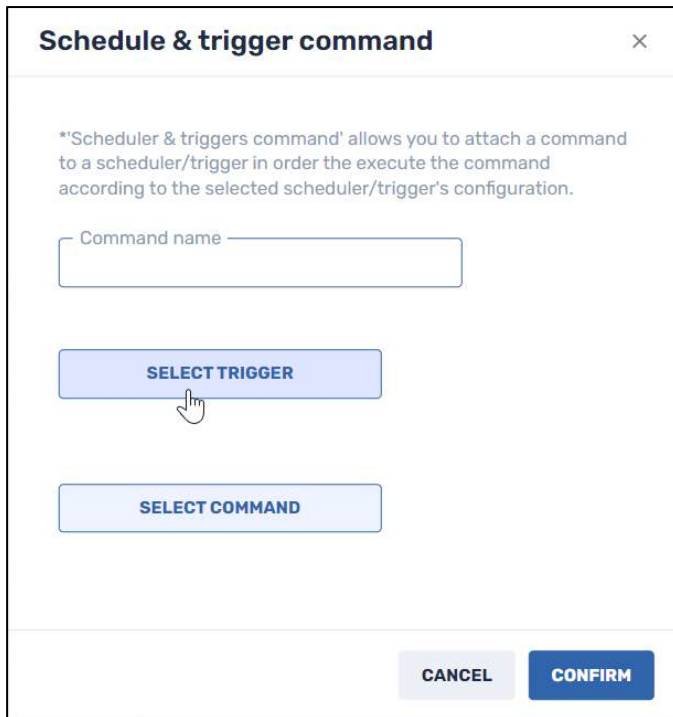 Schedule & trigger command
*'Scheduler & triggers command' allows you to attach a command
to a scheduler/trigger in order the execute the command
according to the selected scheduler/trigger's configuration.
Command name
SELECT TRIGGER
SELECT COMMAND
CANCEL CONFIRM